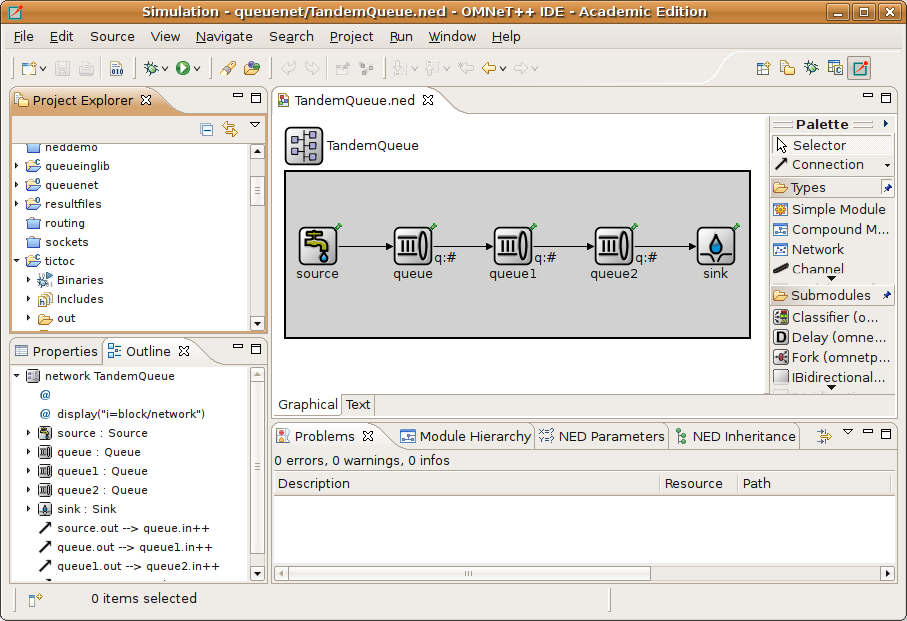 Simulation - queuenet/TandemQueue.ned - OMNeT++ IDE - Academic Edition
File Edit Source View Navigate Search Project Run Window Help
010
Project Explorer
neddemo
queueinglib
queuenet
resultfiles
routing
sockets
tictoc
Binaries
Includes
out
Properties
Outline
network TandemQueue
@
@ display("i=block/network")
source : Source
queue : Queue
queue1 : Queue
queue2 : Queue
sink : Sink
source.out --> queue.in++
queue.out --> queue1.in++
queue1.out --> queue2.in++
TandemQueue.ned
TandemQueue
q:# q:# q:#
source queue queue1 queue2 sink
Graphical Text
Palette
Selector
Connection
Types
Simple Module
Compound M...
Network
Channel
Submodules
Classifier (o...
D Delay (omne...
Fork (omnetp...
IBidirectional...
Problems Module Hierarchy NED Parameters NED Inheritance
0 errors, 0 warnings, 0 infos
Description Resource Path
0 items selected